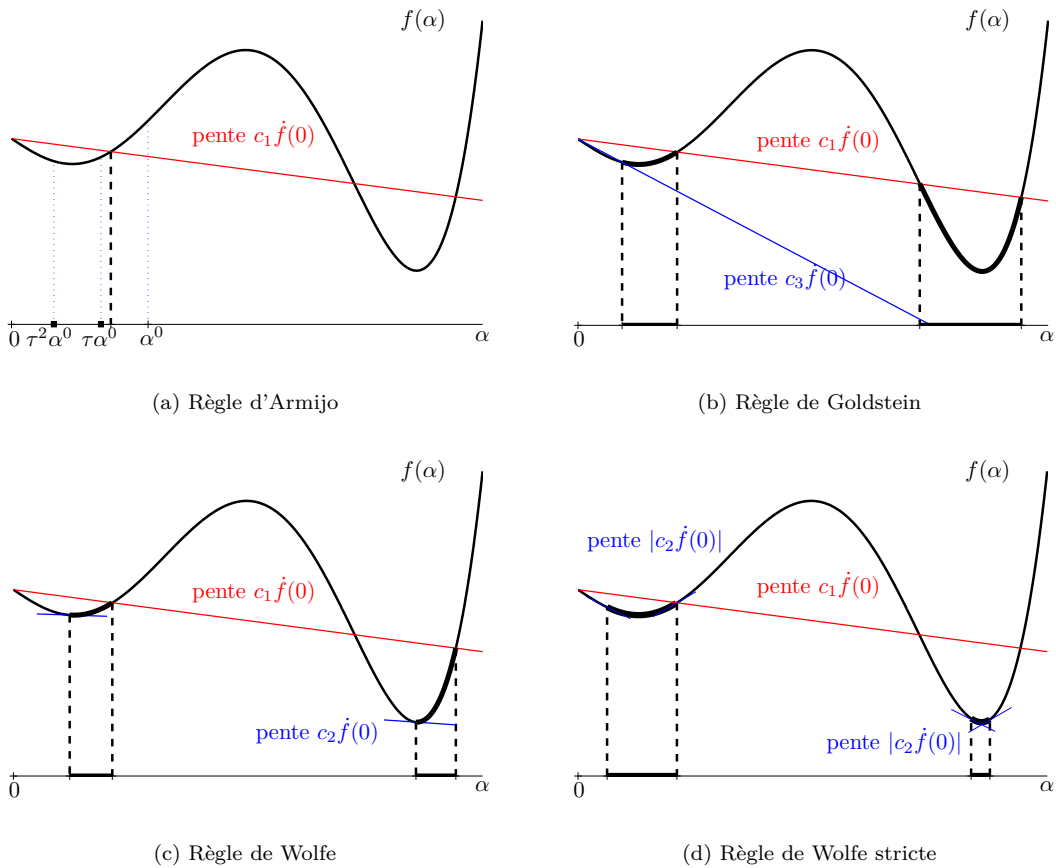 f(α)
pente c₁ḟ(0)
0 τ²α⁰ τα⁰ α⁰ α
(a) Règle d'Armijo
f(α)
pente c₁ḟ(0)
pente c₃ḟ(0)
0 α
(b) Règle de Goldstein
f(α)
pente c₁ḟ(0)
pente c₂ḟ(0)
0 α
(c) Règle de Wolfe
f(α)
pente |c₂ḟ(0)|
pente c₁ḟ(0)
pente |c₂ḟ(0)|
0 α
(d) Règle de Wolfe stricte